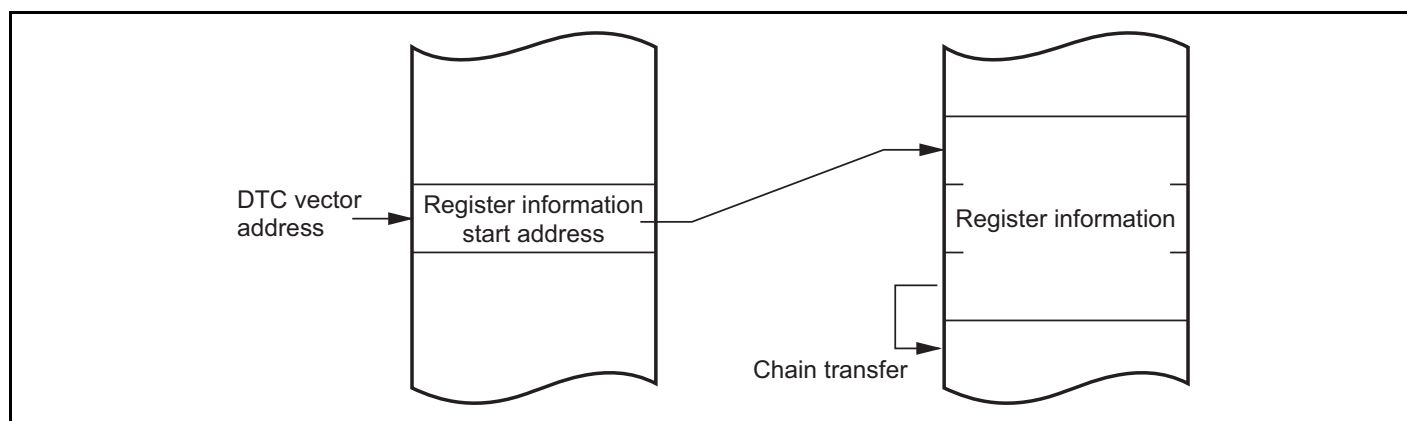 DTC vector
address
Register information
start address
Register information
Chain transfer